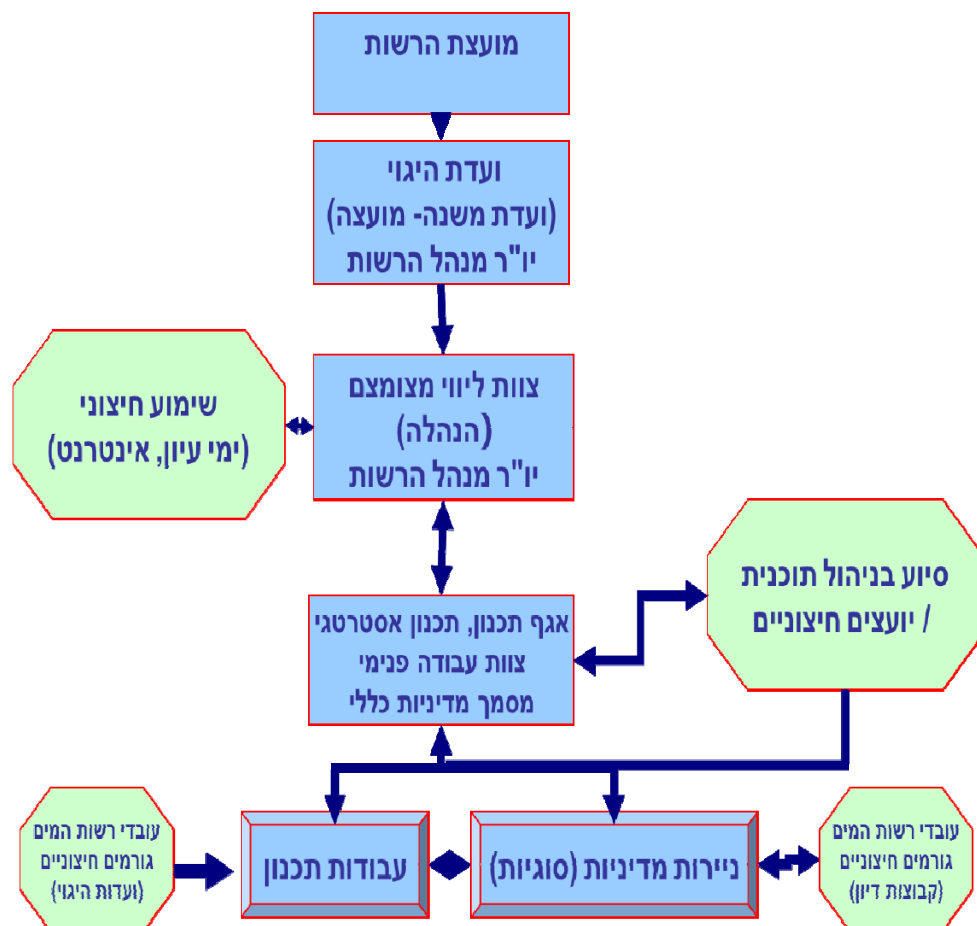 מועצת הרשות
ועדת היגוי
(ועדת משנה- מועצה)
יו"ר מנהל הרשות
צוות ליווי מצומצם
(הנהלה)
יו"ר מנהל הרשות
שימוע חיצוני
(ימי עיון, אינטרנט)
סיוע בניהול תוכנית
/ יועצים חיצוניים
אגף תכנון, תכנון אסטרטגי
צוות עבודה פנימי
מסמך מדיניות כללי
עובדי רשות המים
גורמים חיצוניים
(קבוצות דיון)
ניירות מדיניות (סוגיות)
עבודות תכנון
עובדי רשות המים
גורמים חיצוניים
(ועדות היגוי)